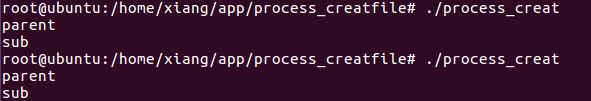 root@ubuntu:/home/xiang/app/process_creatfile# ./process_creat
parent
sub
root@ubuntu:/home/xiang/app/process_creatfile# ./process_creat
parent
sub